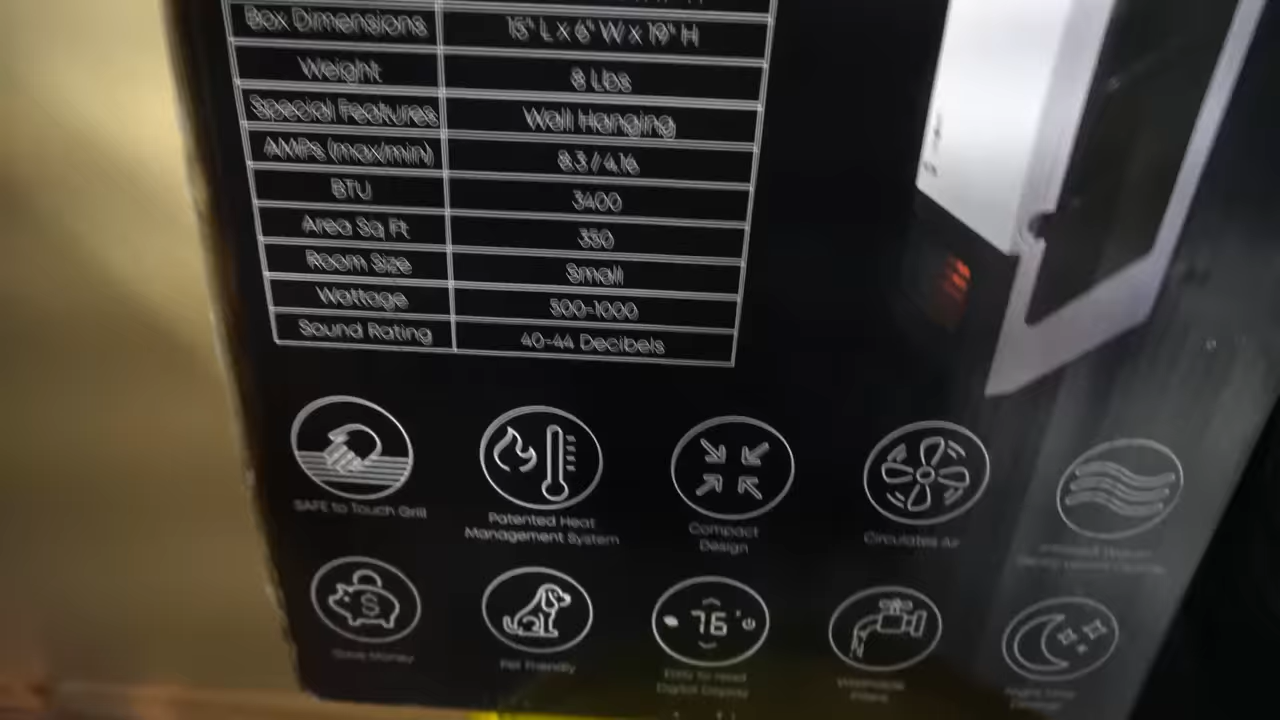 Box Dimensions 15" L x 6" W x 19" H
Weight 8 Lbs
Special Features Wall Hanging
AMPs (max/min) 8.3 / 4.16
BTU 3400
Area Sq Ft 350
Room Size Small
Wattage 500-1000
Sound Rating 40-44 Decibels
SAFE to Touch Grill
Patented Heat
Management System
Compact
Design
Circulates Air
$
76
Save Money
Pet Friendly
Easy to read
Digital Display
Washable
Filters
Night Time